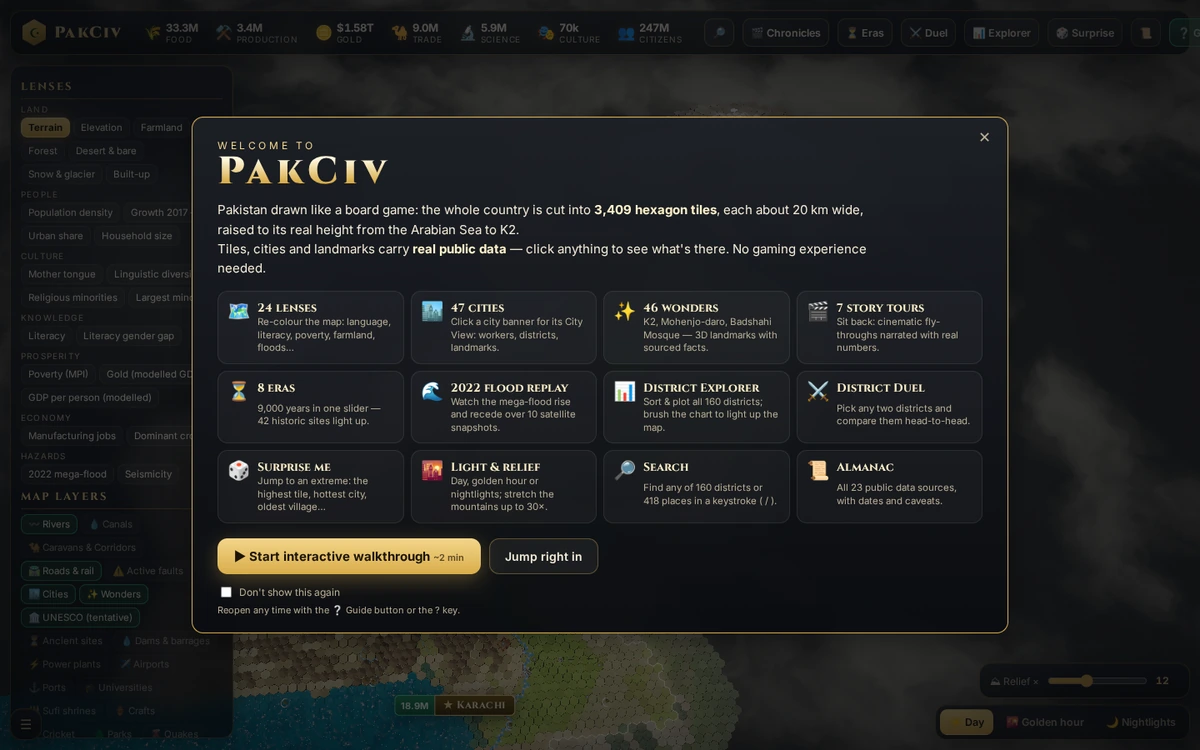 PakCiv
33.3M
FOOD
3.4M
PRODUCTION
$1.58T
GOLD
9.0M
TRADE
5.9M
SCIENCE
70k
CULTURE
247M
CITIZENS
Chronicles
Eras
Duel
Explorer
Surprise
LENSES
LAND
Terrain
Elevation
Farmland
Forest
Desert & bare
Snow & glacier
Built-up
PEOPLE
Population density
Growth 2017
Urban share
Household size
CULTURE
Mother tongue
Linguistic diversi
Religious minorities
Largest mino
KNOWLEDGE
Literacy
Literacy gender gap
PROSPERITY
Poverty (MPI)
Gold (modelled GD
GDP per person (modelled)
ECONOMY
Manufacturing jobs
Dominant cro
HAZARDS
2022 mega-flood
Seismicity
MAP LAYERS
Rivers
Canals
Caravans & Corridors
Roads & rail
Active faults
Cities
Wonders
UNESCO (tentative)
Ancient sites
Dams & barrages
Power plants
Airports
Ports
Universities
Sufi shrines
Crafts
Cricket
Parks
Quakes
WELCOME TO
PakCiv
×
Pakistan drawn like a board game: the whole country is cut into 3,409 hexagon tiles, each about 20 km wide,
raised to its real height from the Arabian Sea to K2.
Tiles, cities and landmarks carry real public data — click anything to see what's there. No gaming experience
needed.
24 LENSES
Re-colour the map: language,
literacy, poverty, farmland,
floods…
47 CITIES
Click a city banner for its City
View: workers, districts,
landmarks.
46 WONDERS
K2, Mohenjo-daro, Badshahi
Mosque — 3D landmarks with
sourced facts.
7 STORY TOURS
Sit back: cinematic fly-
throughs narrated with real
numbers.
8 ERAS
9,000 years in one slider —
42 historic sites light up.
2022 FLOOD REPLAY
Watch the mega-flood rise
and recede over 10 satellite
snapshots.
DISTRICT EXPLORER
Sort & plot all 160 districts;
brush the chart to light up the
map.
DISTRICT DUEL
Pick any two districts and
compare them head-to-head.
SURPRISE ME
Jump to an extreme: the
highest tile, hottest city,
oldest village…
LIGHT & RELIEF
Day, golden hour or
nightlights; stretch the
mountains up to 30×.
SEARCH
Find any of 160 districts or
418 places in a keystroke ( / ).
ALMANAC
All 23 public data sources,
with dates and caveats.
▶ Start interactive walkthrough ~2 min
Jump right in
Don't show this again
Reopen any time with the ❔ Guide button or the ? key.
18.9M
★ KARACHI
Relief ×
12
Day
Golden hour
Nightlights